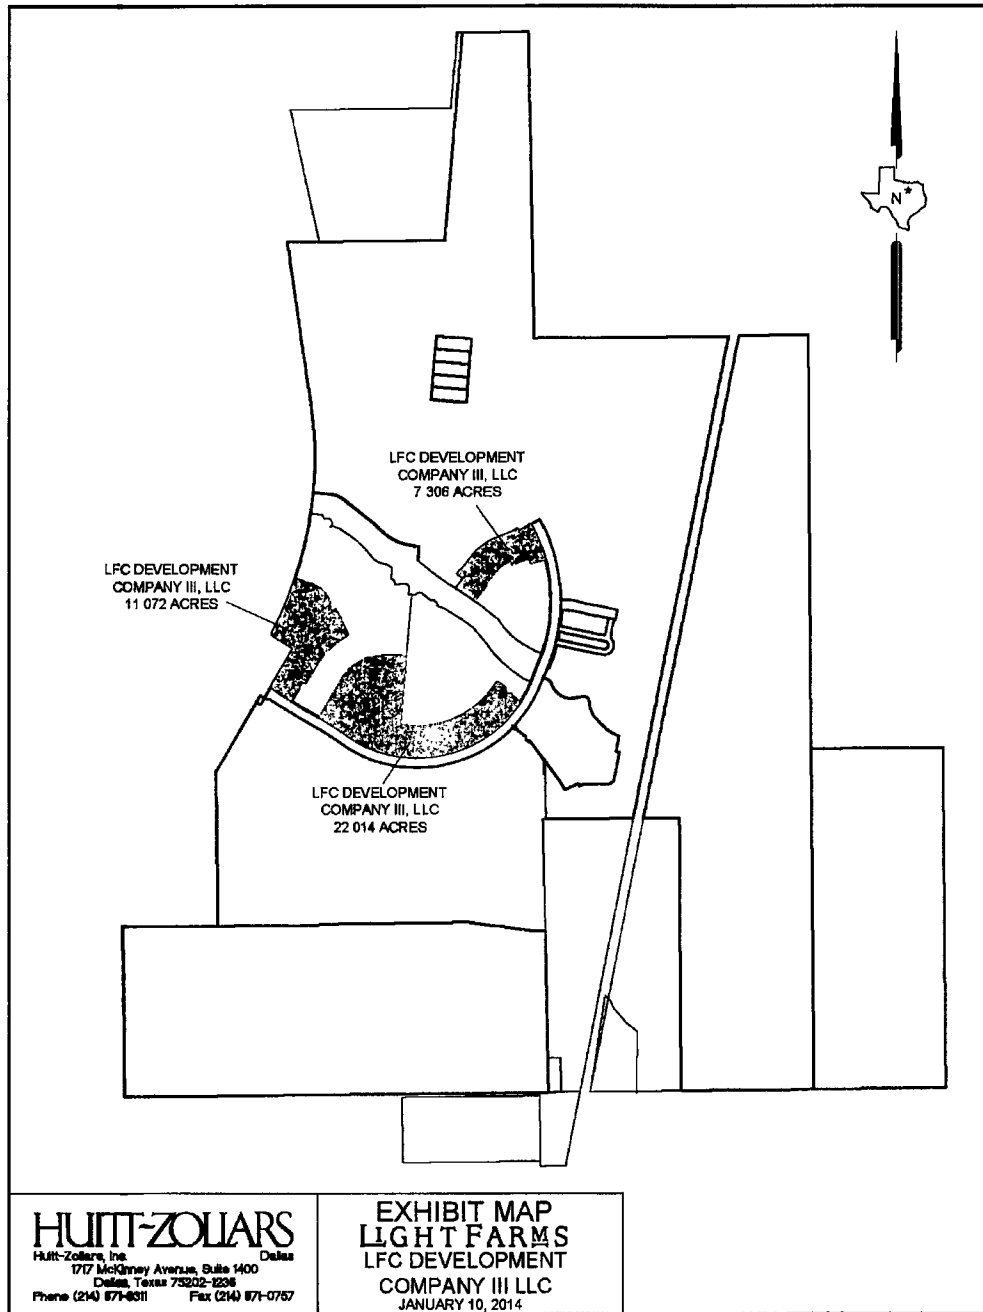 N*
LFC DEVELOPMENT
COMPANY III, LLC
7 306 ACRES
LFC DEVELOPMENT
COMPANY III, LLC
11 072 ACRES
LFC DEVELOPMENT
COMPANY III, LLC
22 014 ACRES
HUITT-ZOLLARS
Huitt-Zollars, Inc. Dallas
1717 McKinney Avenue, Suite 1400
Dallas, Texas 75202-1236
Phone (214) 871-3311 Fax (214) 871-0757
EXHIBIT MAP
LIGHT FARMS
LFC DEVELOPMENT
COMPANY III LLC
JANUARY 10, 2014